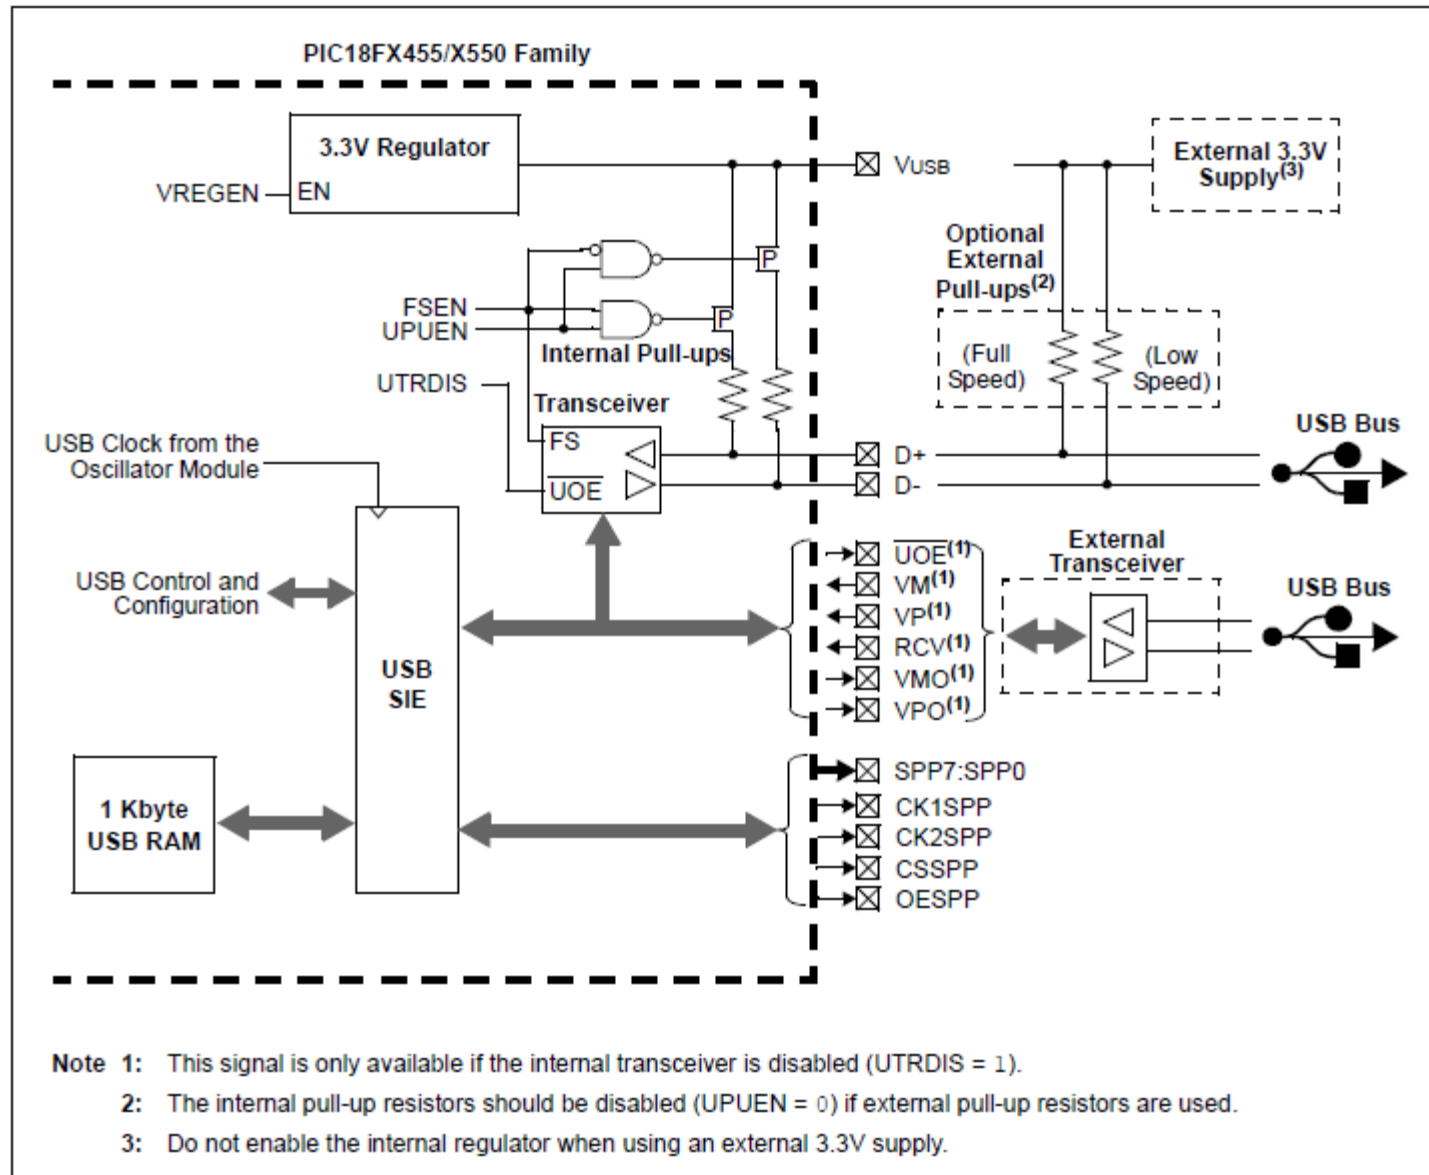 PIC18FX455/X550 Family
3.3V Regulator
EN
VREGEN
VUSB
External 3.3V
Supply(3)
Optional
External
Pull-ups(2)
P
FSEN
UPUEN
P
Internal Pull-ups
(Full
Speed)
(Low
Speed)
UTRDIS
Transceiver
FS
UOE
USB Clock from the
Oscillator Module
D+
D-
USB Bus
UOE(1)
VM(1)
VP(1)
RCV(1)
VMO(1)
VPO(1)
External
Transceiver
USB Bus
USB Control and
Configuration
USB
SIE
1 Kbyte
USB RAM
SPP7:SPP0
CK1SPP
CK2SPP
CSSPP
OESPP
Note 1: This signal is only available if the internal transceiver is disabled (UTRDIS = 1).
2: The internal pull-up resistors should be disabled (UPUEN = 0) if external pull-up resistors are used.
3: Do not enable the internal regulator when using an external 3.3V supply.